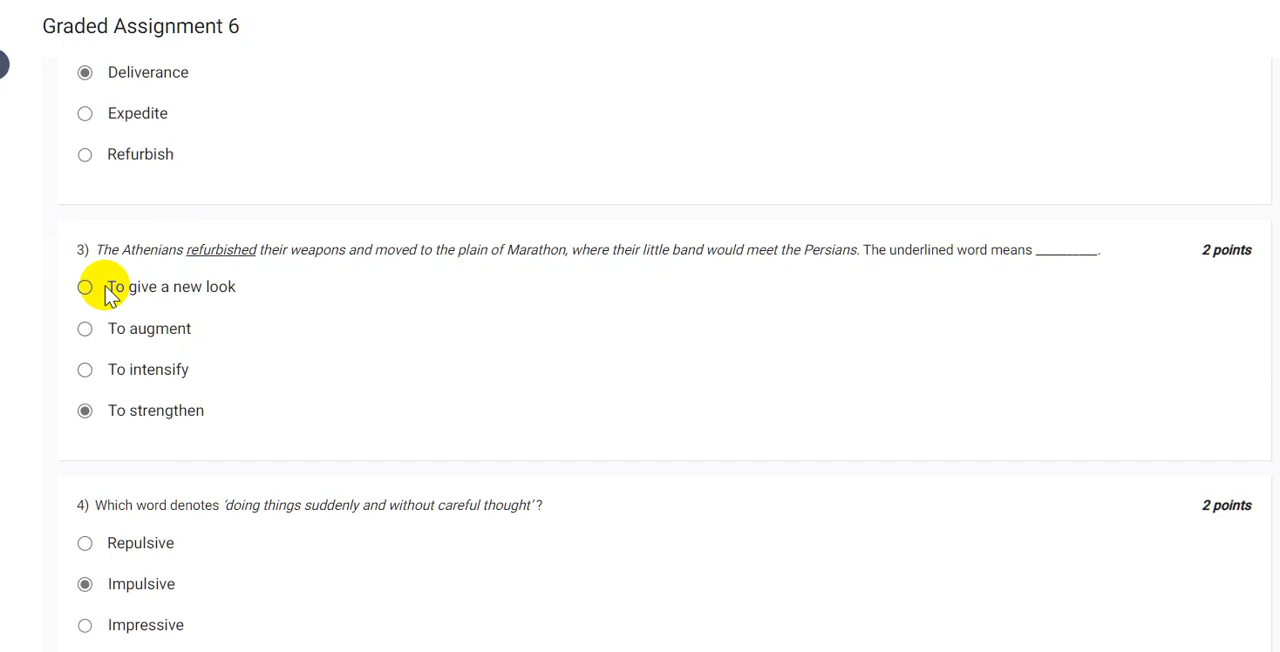 Graded Assignment 6
Deliverance
Expedite
Refurbish
3) The Athenians refurbished their weapons and moved to the plain of Marathon, where their little band would meet the Persians. The underlined word means _________. 2 points
To give a new look
To augment
To intensify
To strengthen
4) Which word denotes ‘doing things suddenly and without careful thought’? 2 points
Repulsive
Impulsive
Impressive